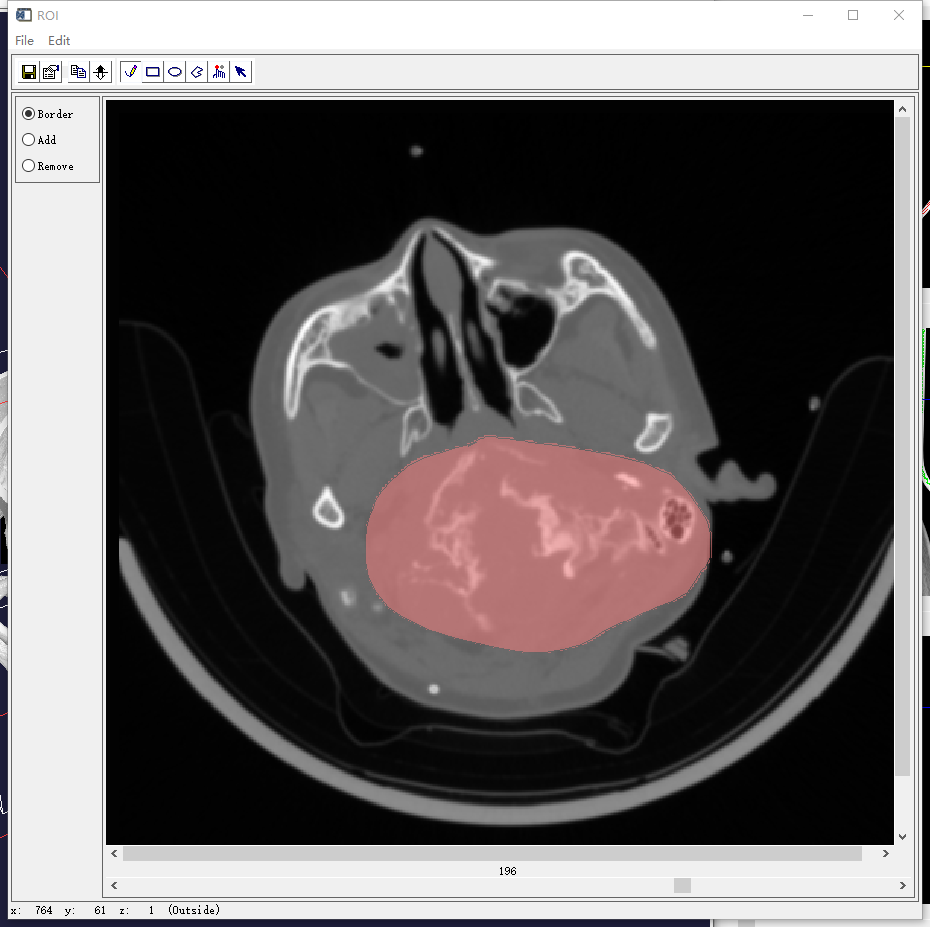 ROI
File Edit
Border
Add
Remove
196
x: 764 y: 61 z: 1 (Outside)